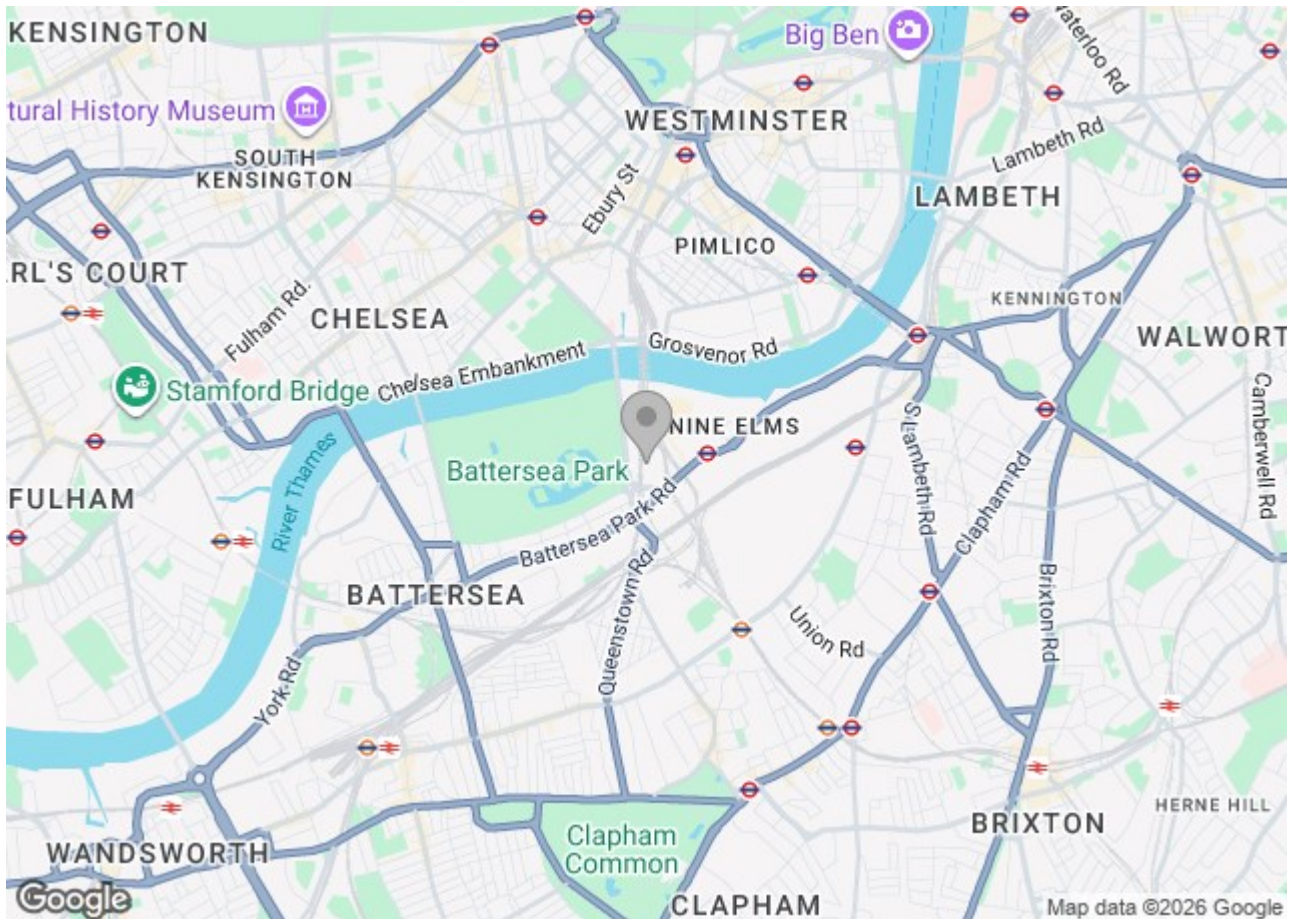 KENSINGTON
Big Ben
Waterloo Rd
tural History Museum
WESTMINSTER
Lambeth Rd
SOUTH
KENSINGTON
Ebury St
LAMBETH
PIMLICO
RL'S COURT
KENNINGTON
Fulham Rd.
CHELSEA
Grosvenor Rd
WALWORT
Chelsea Embankment
Stamford Bridge
Camberwell Rd
NINE ELMS
S Lambeth Rd
Battersea Park
Clapham Rd
FULHAM
River Thames
Battersea Park Rd
BATTERSEA
Queenstown Rd
Brixton Rd
Union Rd
York Rd
HERNE HILL
BRIXTON
Clapham
Common
WANDSWORTH
CLAPHAM
Google
Map data ©2026 Google